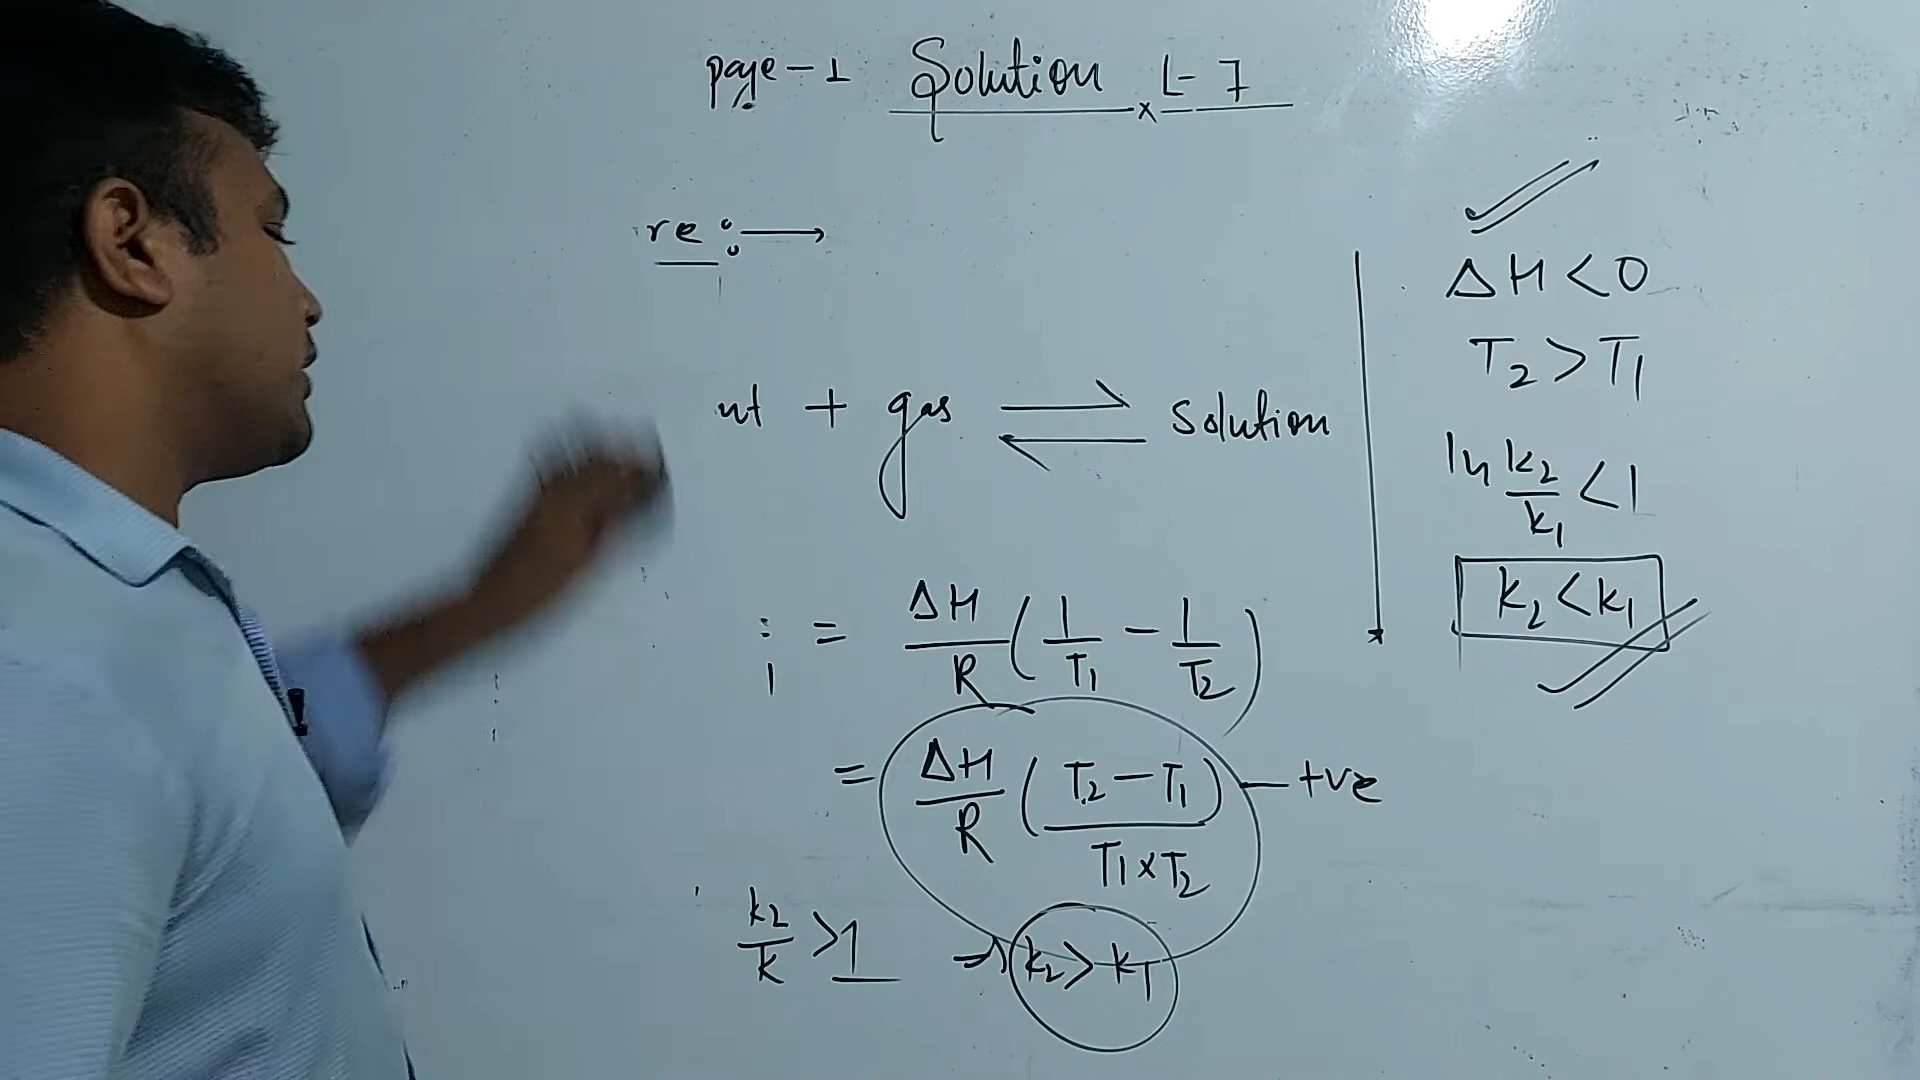 page-1 Solution L-7
re :→
nt + gas ⇌ Solution
= ΔH/R (1/T1 - 1/T2)
= ΔH/R (T2 - T1 / T1×T2) — +ve
k2/k > 1 ⇒ k2 > k1
ΔH < 0
T2 > T1
ln k2/k1 < 1
k2 < k1